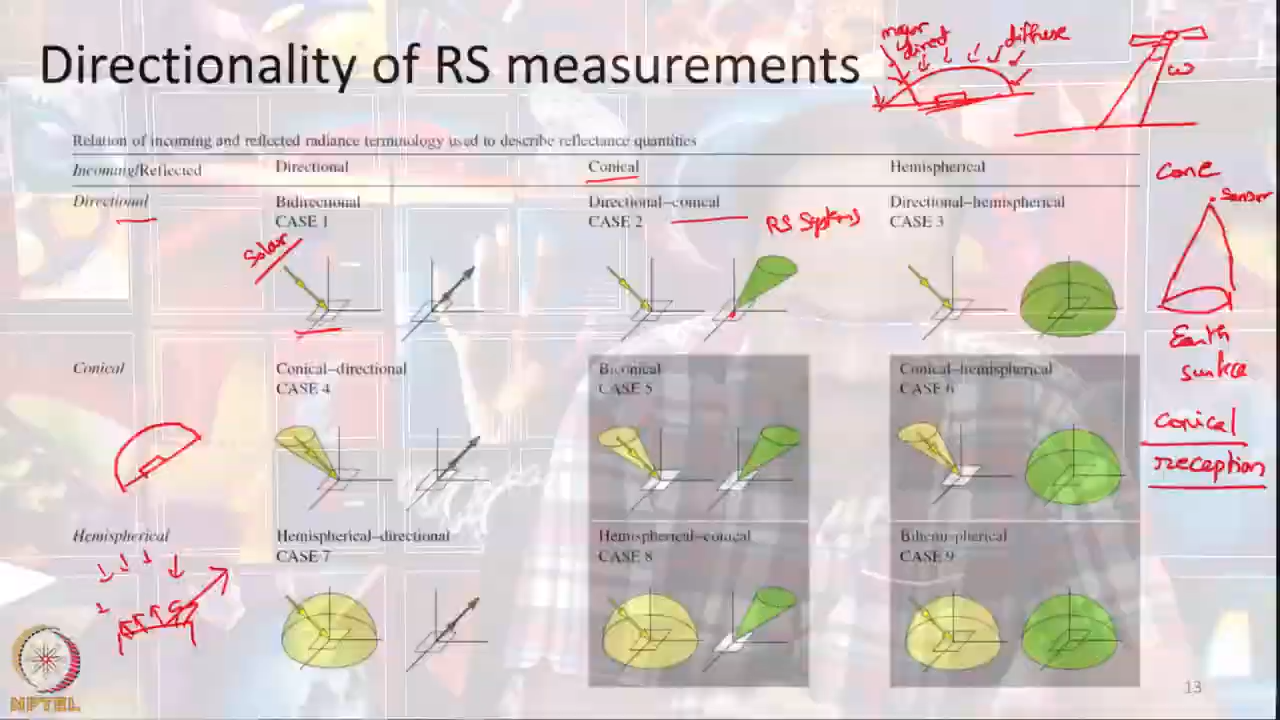 Directionality of RS measurements
major direct
diffuse
ω
Relation of incoming and reflected radiance terminology used to describe reflectance quantities
Incoming/Reflected Directional Conical Hemispherical
Directional Bidirectional Directional–conical Directional–hemispherical
CASE 1 CASE 2 CASE 3
Solar
RS Systems
Cone
Sensor
Earth
surface
Conical Conical–directional Biconical Conical–hemispherical
CASE 4 CASE 5 CASE 6
conical
reception
Hemispherical Hemispherical–directional Hemispherical–conical Bihemispherical
CASE 7 CASE 8 CASE 9
NPTEL
13